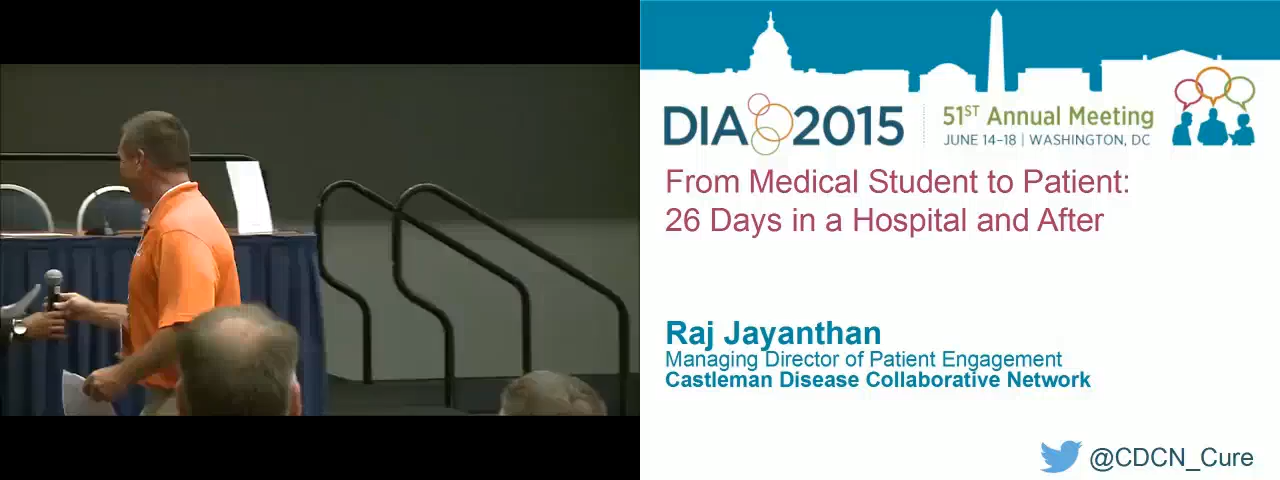 DIA 2015
51ST Annual Meeting
JUNE 14-18 | WASHINGTON, DC
From Medical Student to Patient:
26 Days in a Hospital and After
Raj Jayanthan
Managing Director of Patient Engagement
Castleman Disease Collaborative Network
@CDCN_Cure